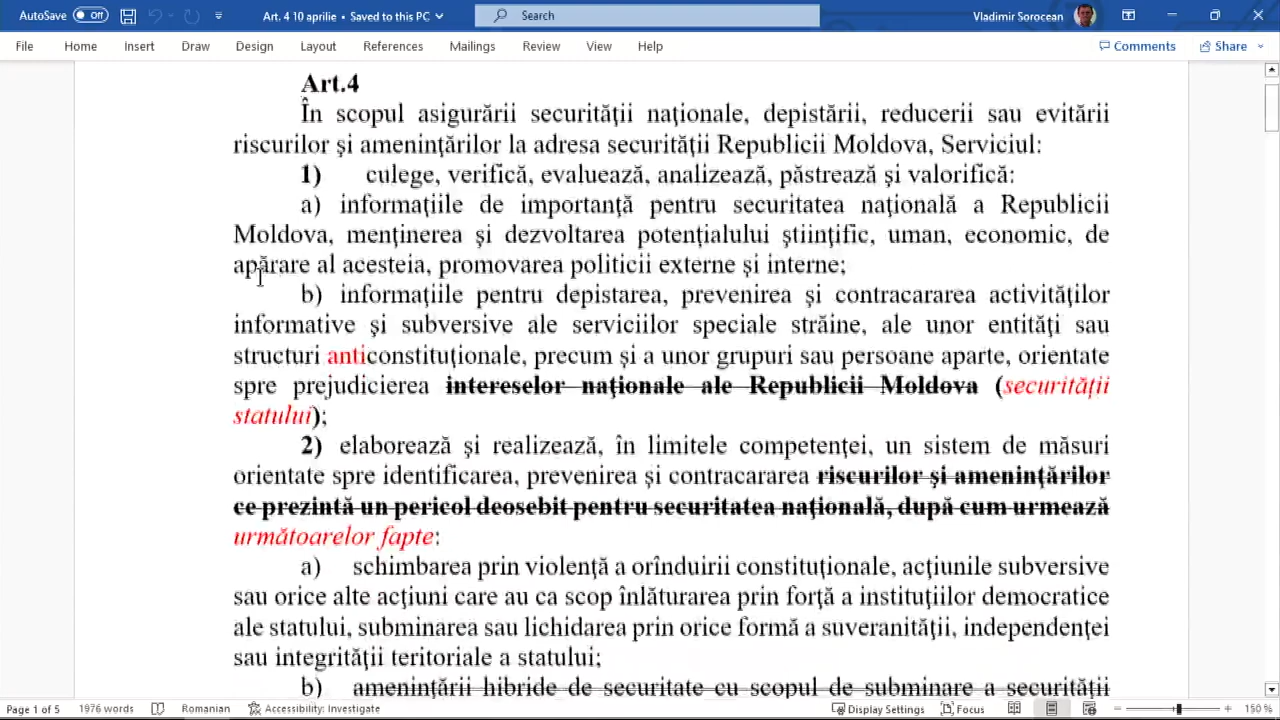 AutoSave Off Art. 4 10 aprilie • Saved to this PC Search Vladimir Sorocean
File Home Insert Draw Design Layout References Mailings Review View Help Comments Share
Art.4
În scopul asigurării securităţii naţionale, depistării, reducerii sau evitării
riscurilor şi ameninţărilor la adresa securităţii Republicii Moldova, Serviciul:
1) culege, verifică, evaluează, analizează, păstrează şi valorifică:
a) informaţiile de importanţă pentru securitatea naţională a Republicii
Moldova, menţinerea şi dezvoltarea potenţialului ştiinţific, uman, economic, de
apărare al acesteia, promovarea politicii externe şi interne;
b) informaţiile pentru depistarea, prevenirea şi contracararea activităţilor
informative şi subversive ale serviciilor speciale străine, ale unor entităţi sau
structuri anticonstituţionale, precum şi a unor grupuri sau persoane aparte, orientate
spre prejudicierea intereselor naţionale ale Republicii Moldova (securității
statului);
2) elaborează şi realizează, în limitele competenţei, un sistem de măsuri
orientate spre identificarea, prevenirea şi contracararea riscurilor şi ameninţărilor
ce prezintă un pericol deosebit pentru securitatea naţională, după cum urmează
următoarelor fapte:
a) schimbarea prin violenţă a orînduirii constituţionale, acţiunile subversive
sau orice alte acţiuni care au ca scop înlăturarea prin forţă a instituţiilor democratice
ale statului, subminarea sau lichidarea prin orice formă a suveranităţii, independenţei
sau integrităţii teritoriale a statului;
b) ameninţării hibride de securitate cu scopul de subminare a securităţii
Page 1 of 5 1976 words Romanian Accessibility: Investigate Display Settings Focus 150 %